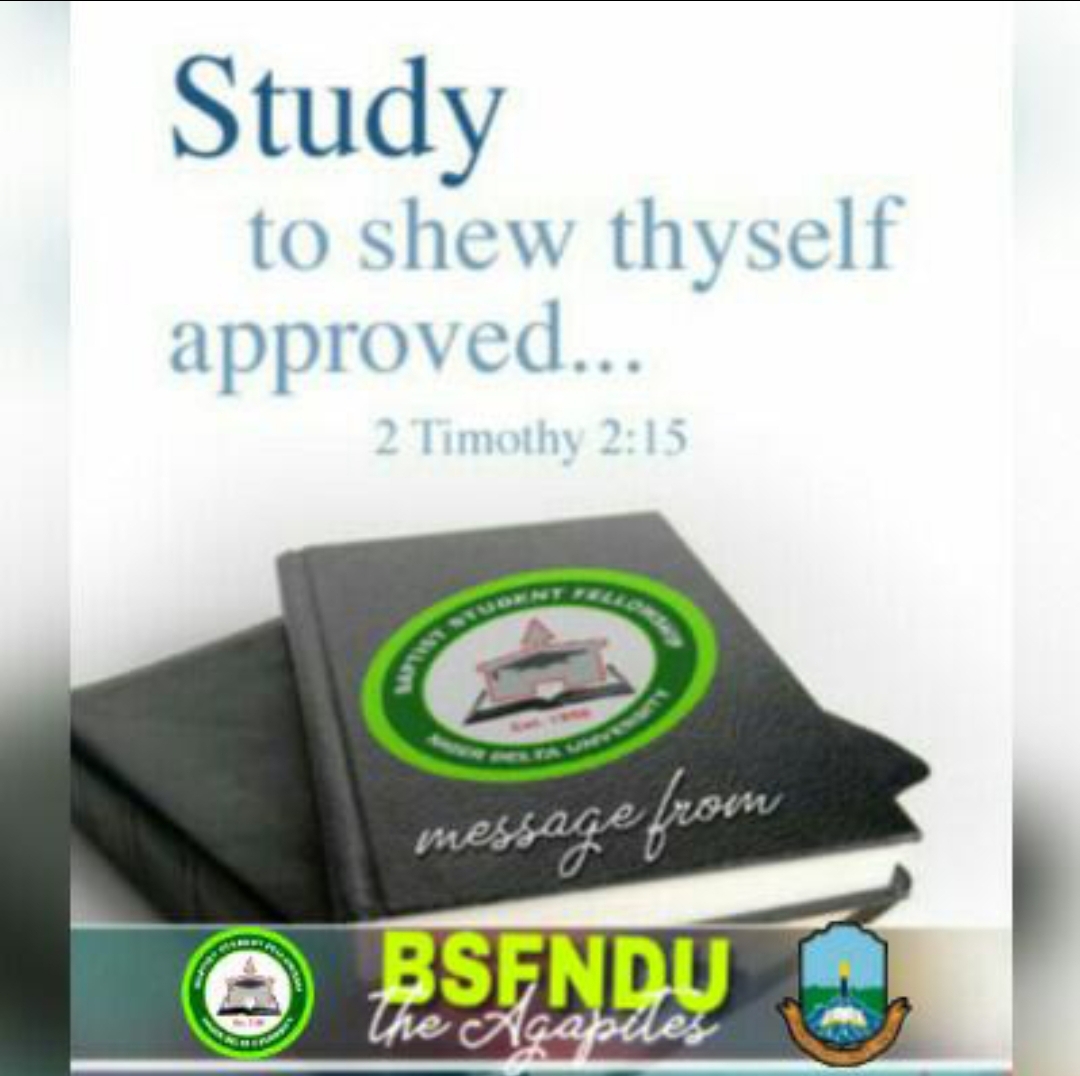 Study
to shew thyself
approved...
2 Timothy 2:15
BAPTIST STUDENT FELLOWSHIP
NIGER DELTA UNIVERSITY
message from
BSFNDU
the Agapites